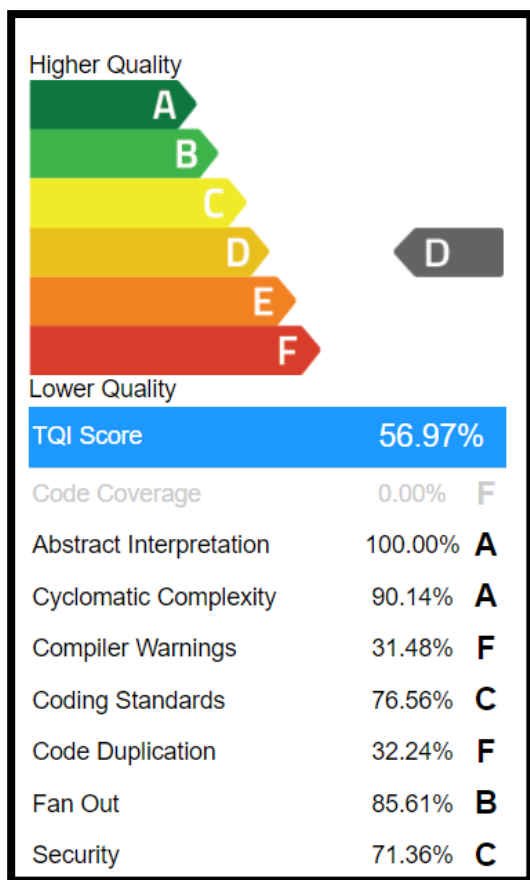 Higher Quality
A
B
C
D D
E
F
Lower Quality
TQI Score 56.97%
Code Coverage 0.00% F
Abstract Interpretation 100.00% A
Cyclomatic Complexity 90.14% A
Compiler Warnings 31.48% F
Coding Standards 76.56% C
Code Duplication 32.24% F
Fan Out 85.61% B
Security 71.36% C